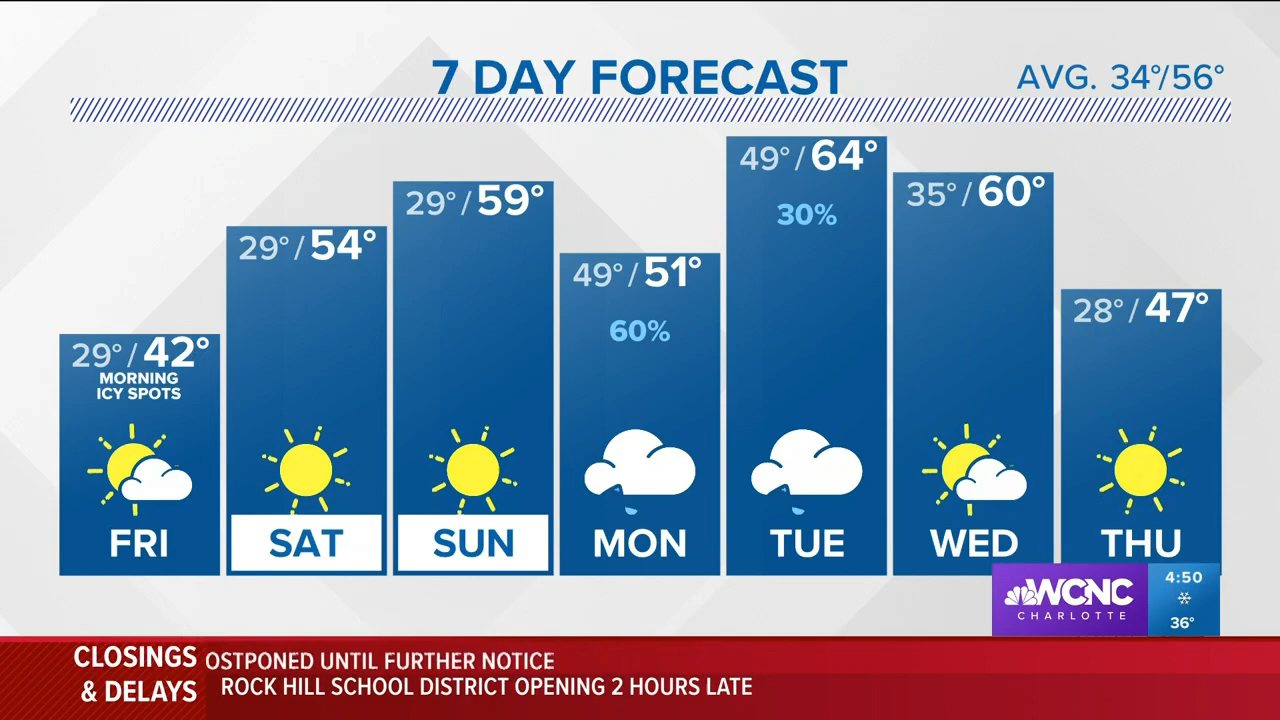 7 DAY FORECAST
AVG. 34°/56°
29° / 42°
MORNING
ICY SPOTS
FRI
29° / 54°
SAT
29° / 59°
SUN
49° / 51°
60%
MON
49° / 64°
30%
TUE
35° / 60°
WED
28° / 47°
THU
WCNC
CHARLOTTE
4:50
36°
CLOSINGS
& DELAYS
OSTPONED UNTIL FURTHER NOTICE
ROCK HILL SCHOOL DISTRICT OPENING 2 HOURS LATE